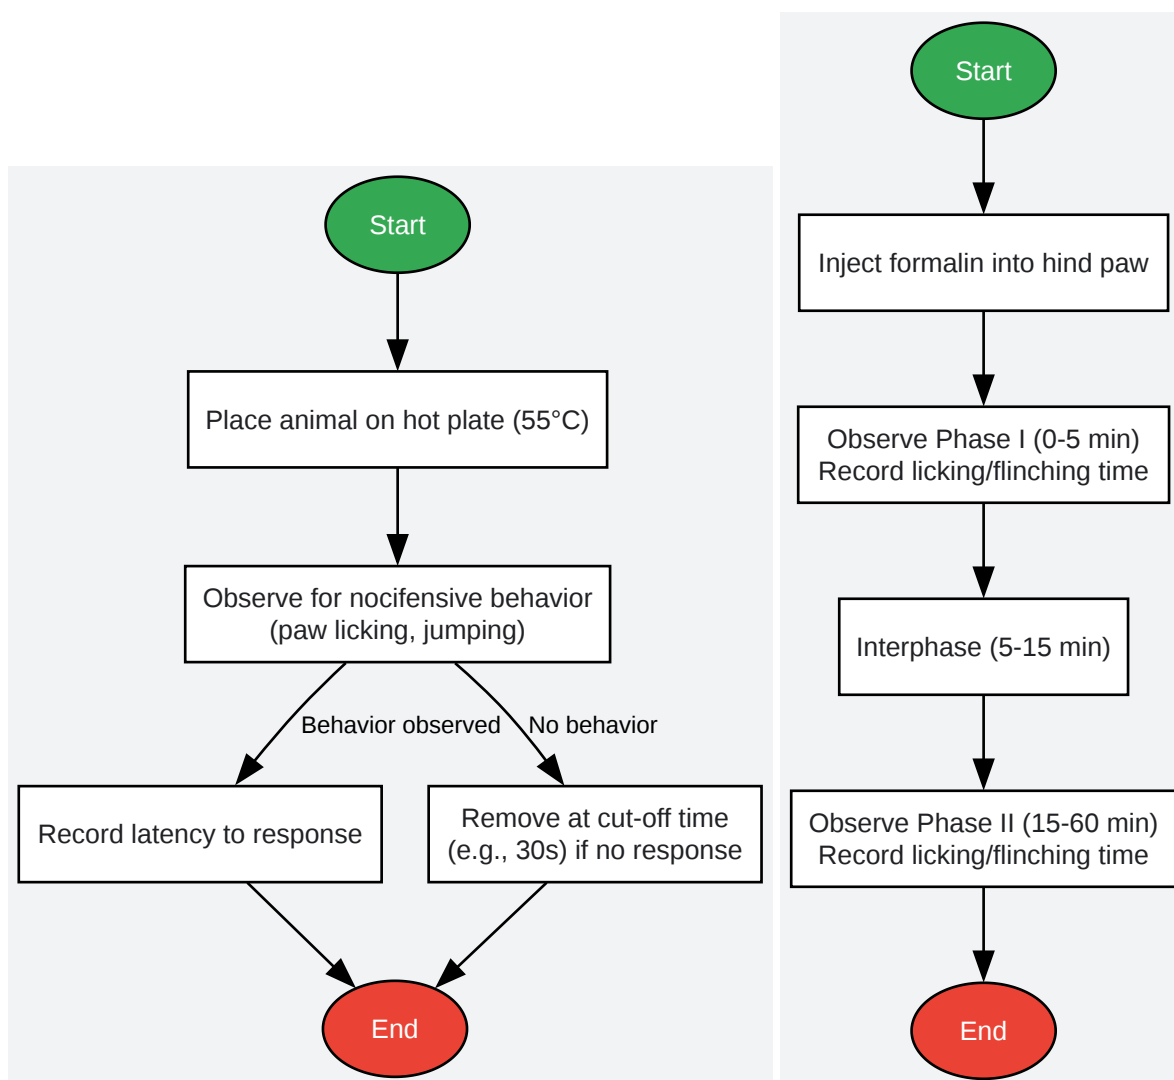 Start
Place animal on hot plate (55°C)
Observe for nocifensive behavior
(paw licking, jumping)
Behavior observed
No behavior
Record latency to response
Remove at cut-off time
(e.g., 30s) if no response
End
Start
Inject formalin into hind paw
Observe Phase I (0-5 min)
Record licking/flinching time
Interphase (5-15 min)
Observe Phase II (15-60 min)
Record licking/flinching time
End